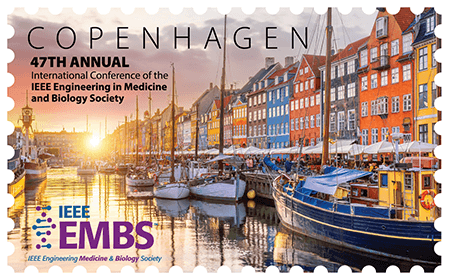 COPENHAGEN
47TH ANNUAL
International Conference of the
IEEE Engineering in Medicine
and Biology Society
IEEE
EMBS
IEEE Engineering Medicine & Biology Society